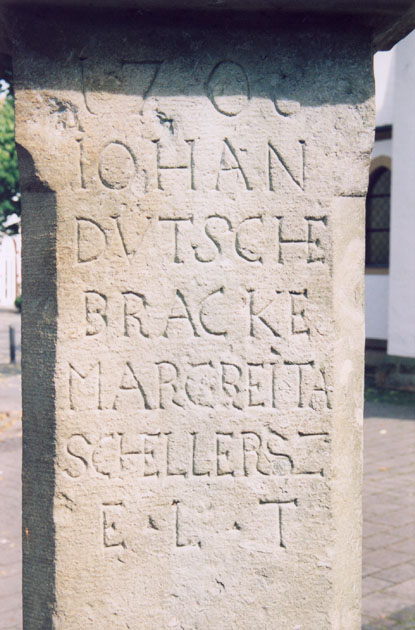 1700
IOHAN
DVTSCHE
BRACKE
MARGREITA
SCHELLERSZ
E · L · T